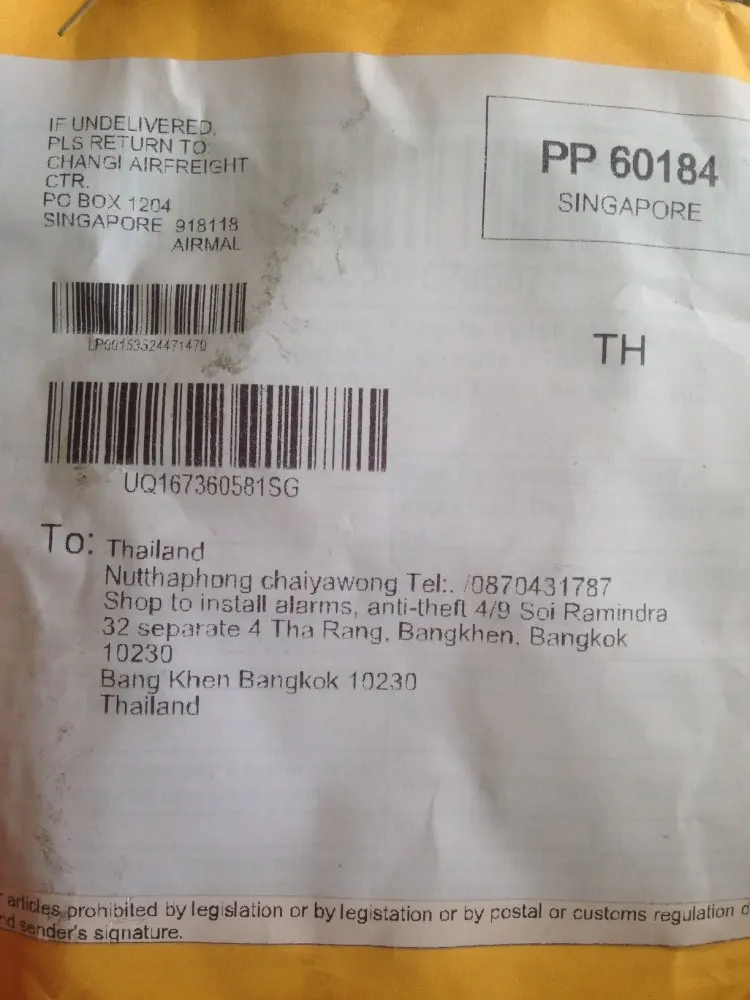 IF UNDELIVERED,
PLS RETURN TO:
CHANGI AIRFREIGHT
CTR.
PO BOX 1204
SINGAPORE 918118
AIRMAL
PP 60184
SINGAPORE
LP00153324471470
TH
UQ167360581SG
To: Thailand
Nutthaphong chaiyawong Tel:. /0870431787
Shop to install alarms, anti-theft 4/9 Soi Ramindra
32 separate 4 Tha Rang, Bangkhen, Bangkok
10230
Bang Khen Bangkok 10230
Thailand
articles prohibited by legislation or by legistation or by postal or customs regulation
nd sender's signature.